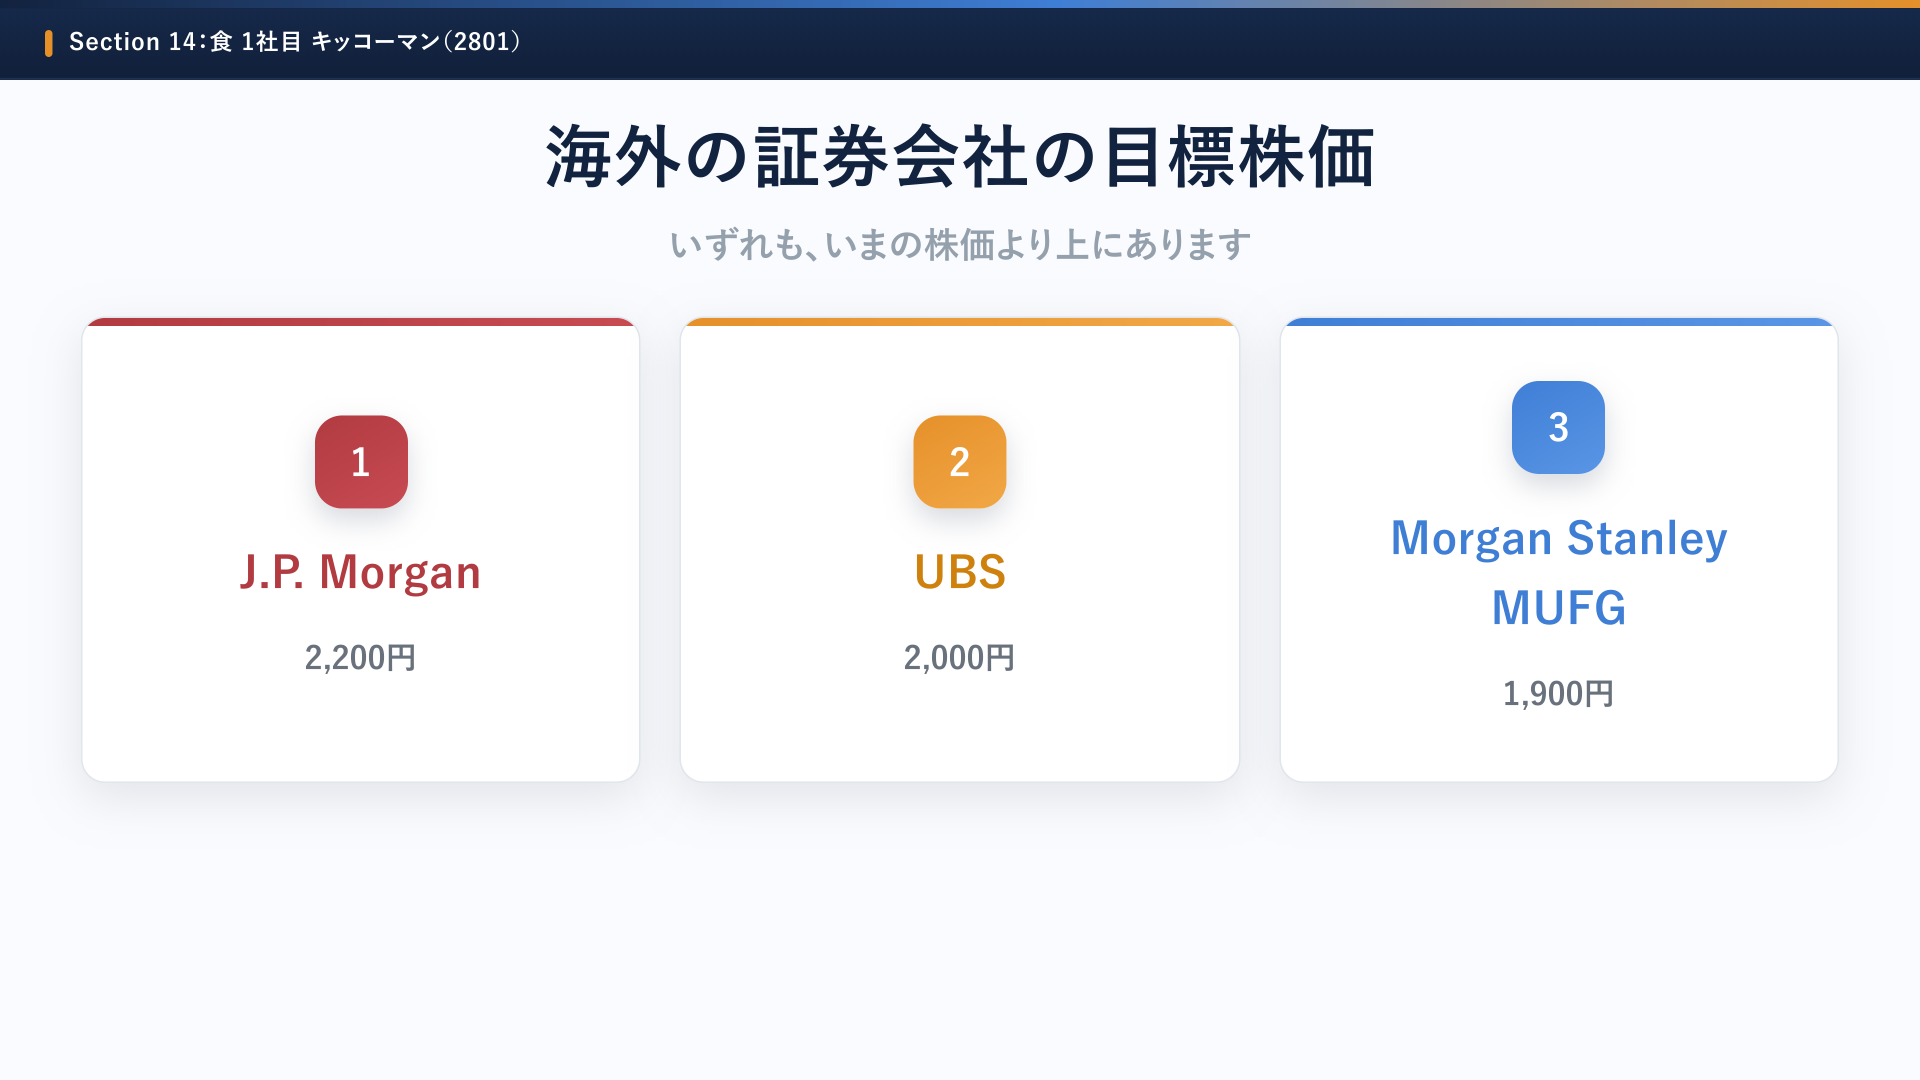 Section 14：食 1社目 キッコーマン（2801）
海外の証券会社の目標株価
いずれも、いまの株価より上にあります
1
J.P. Morgan
2,200円
2
UBS
2,000円
3
Morgan Stanley
MUFG
1,900円